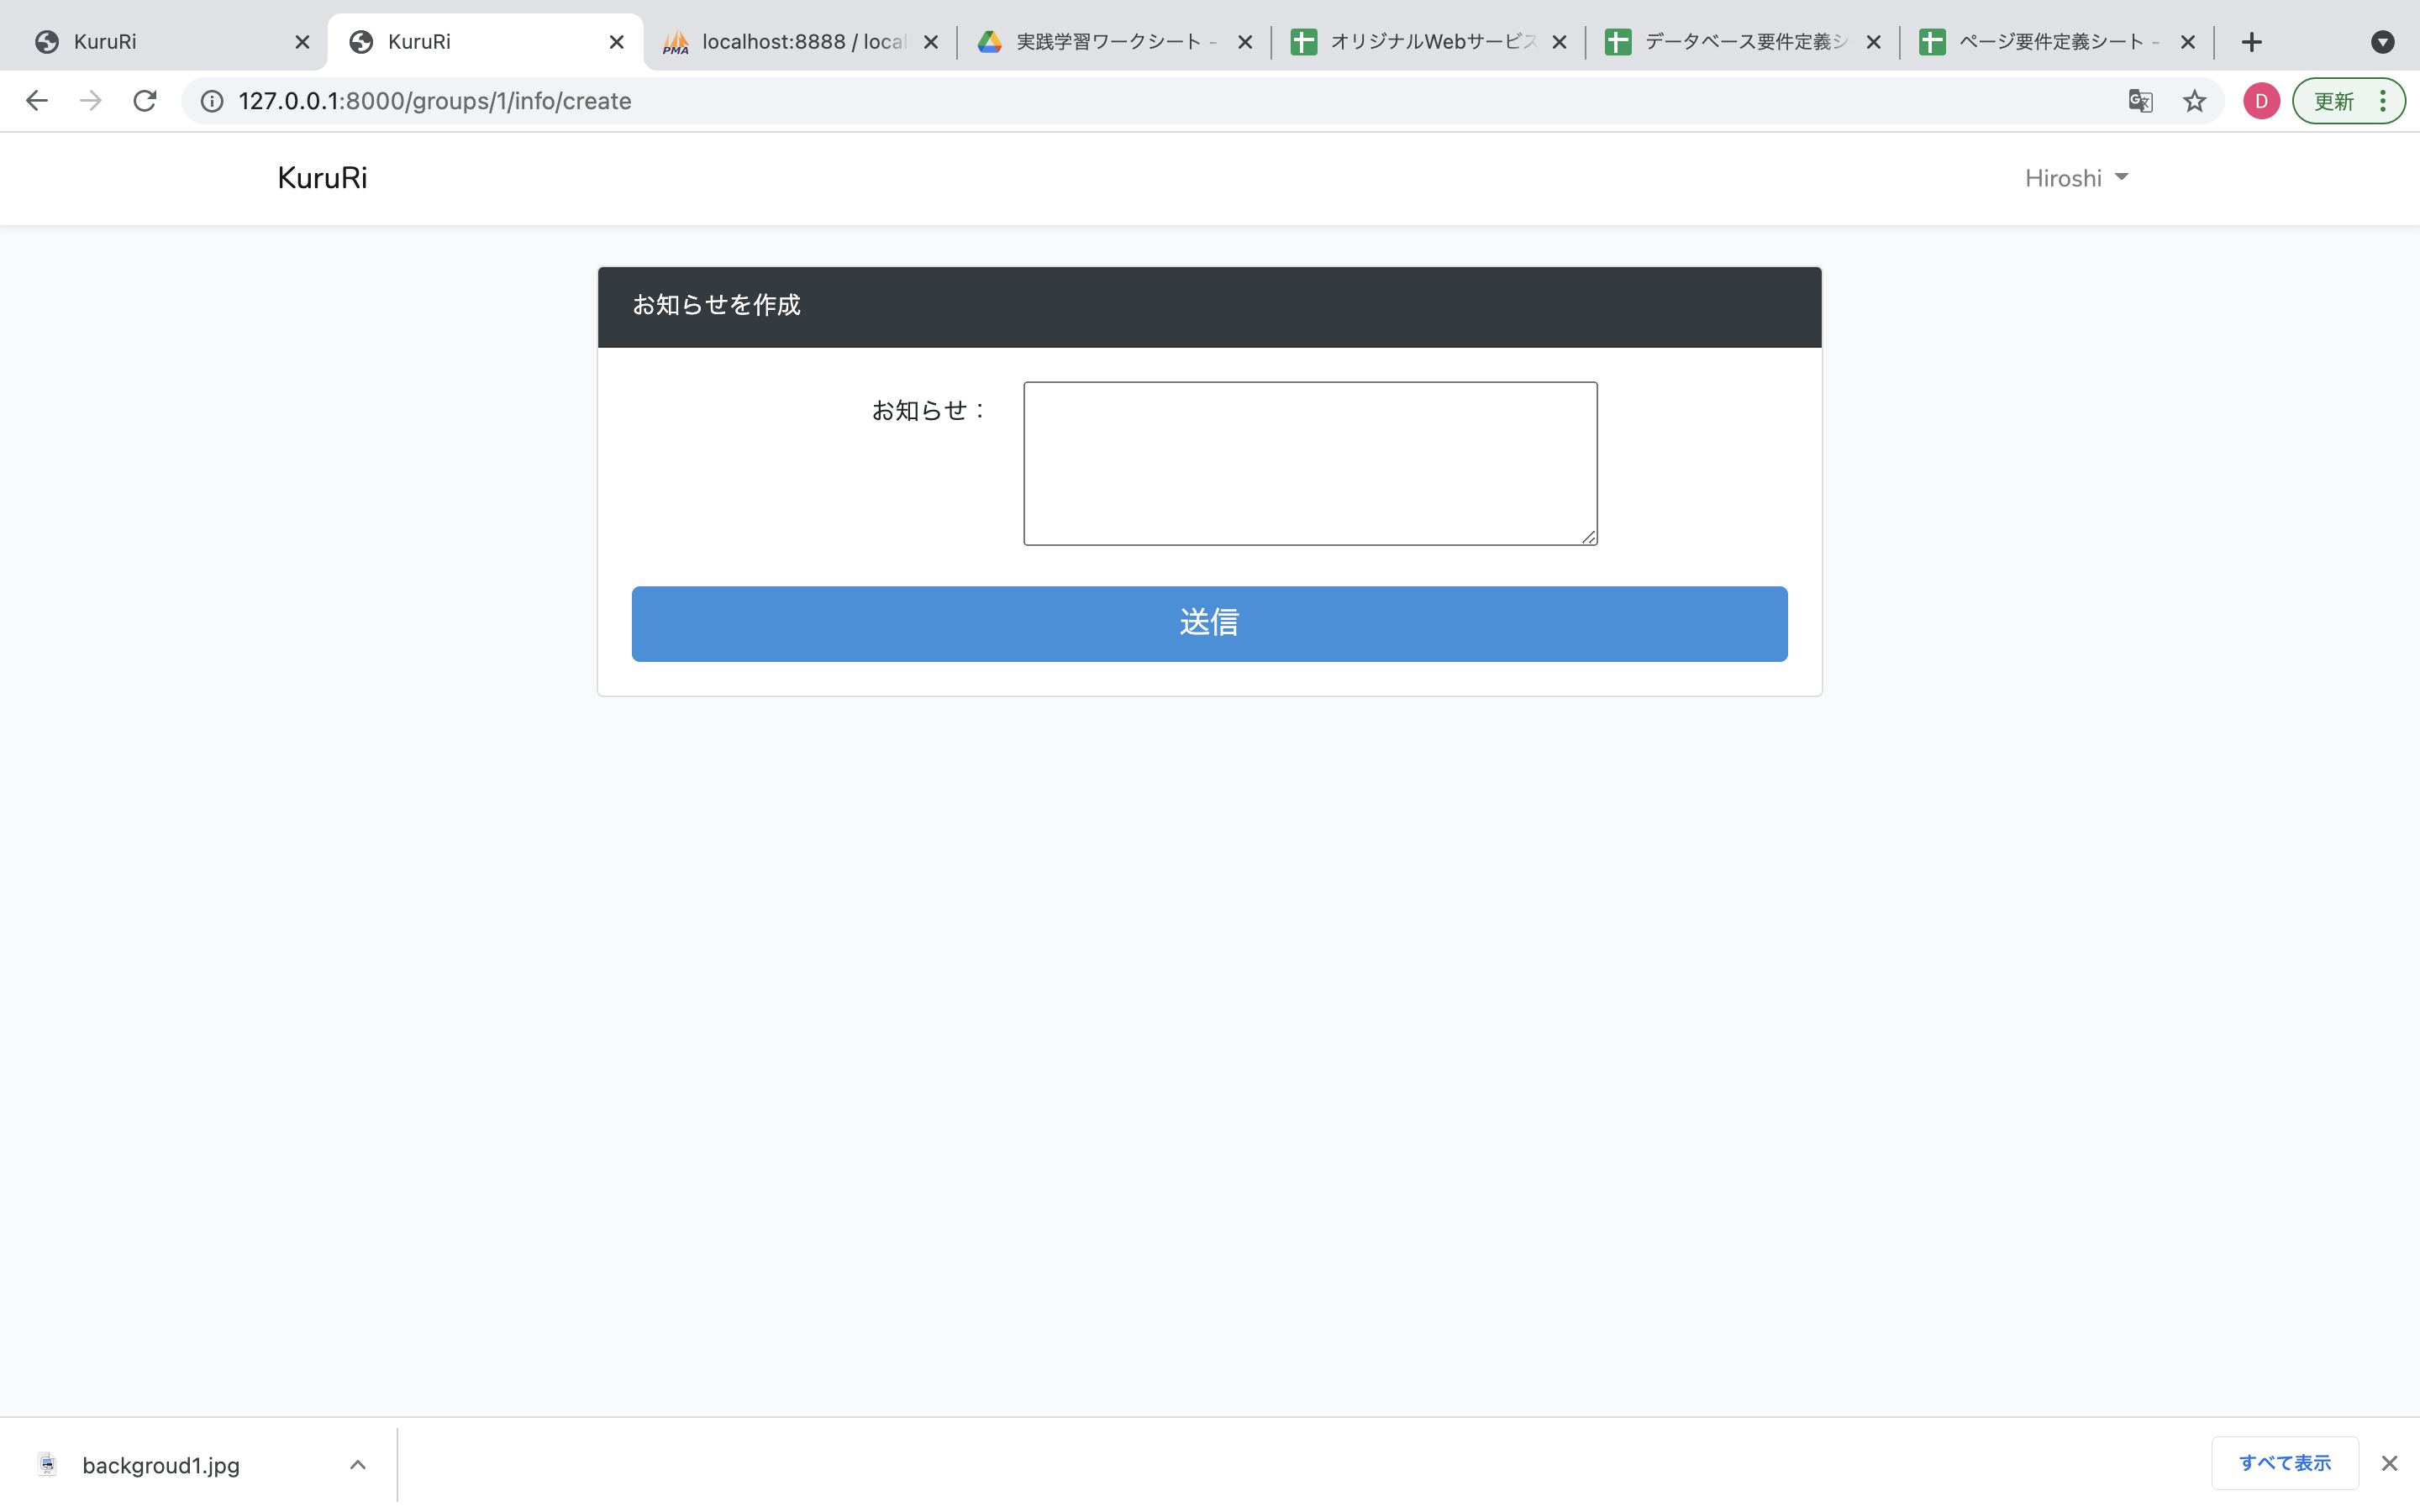 KuruRi
KuruRi
localhost:8888 / local
実践学習ワークシート -
オリジナルWebサービス
データベース要件定義シ
ページ要件定義シート -
127.0.0.1:8000/groups/1/info/create
D
更新
KuruRi
Hiroshi
お知らせを作成
お知らせ：
送信
backgroud1.jpg
すべて表示